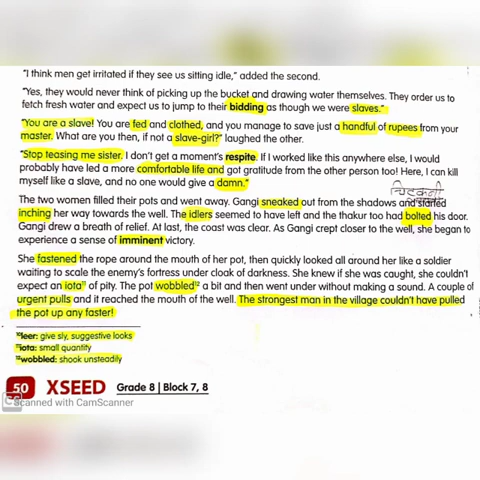 "I think men get irritated if they see us sitting idle," added the second.
"Yes, they would never think of picking up the bucket and drawing water themselves. They order us to
fetch fresh water and expect us to jump to their bidding as though we were slaves."
"You are a slave! You are fed and clothed, and you manage to save just a handful of rupees from your
master. What are you then, if not a slave-girl?" laughed the other.
"Stop teasing me sister. I don't get a moment's respite. If I worked like this anywhere else, I would
probably have led a more comfortable life and got gratitude from the other person too! Here, I can kill
myself like a slave, and no one would give a damn."
चिटकनी
The two women filled their pots and went away. Gangi sneaked out from the shadows and started
inching her way towards the well. The idlers seemed to have left and the thakur too had bolted his door.
Gangi drew a breath of relief. At last, the coast was clear. As Gangi crept closer to the well, she began to
experience a sense of imminent victory.
She fastened the rope around the mouth of her pot, then quickly looked all around her like a soldier
waiting to scale the enemy's fortress under cloak of darkness. She knew if she was caught, she couldn't
expect an iota¹¹ of pity. The pot wobbled¹² a bit and then went under without making a sound. A couple of
urgent pulls and it reached the mouth of the well. The strongest man in the village couldn't have pulled
the pot up any faster!
¹⁰leer: give sly, suggestive looks
¹¹iota: small quantity
¹²wobbled: shook unsteadily
50 XSEED Grade 8 | Block 7, 8
CS Scanned with CamScanner